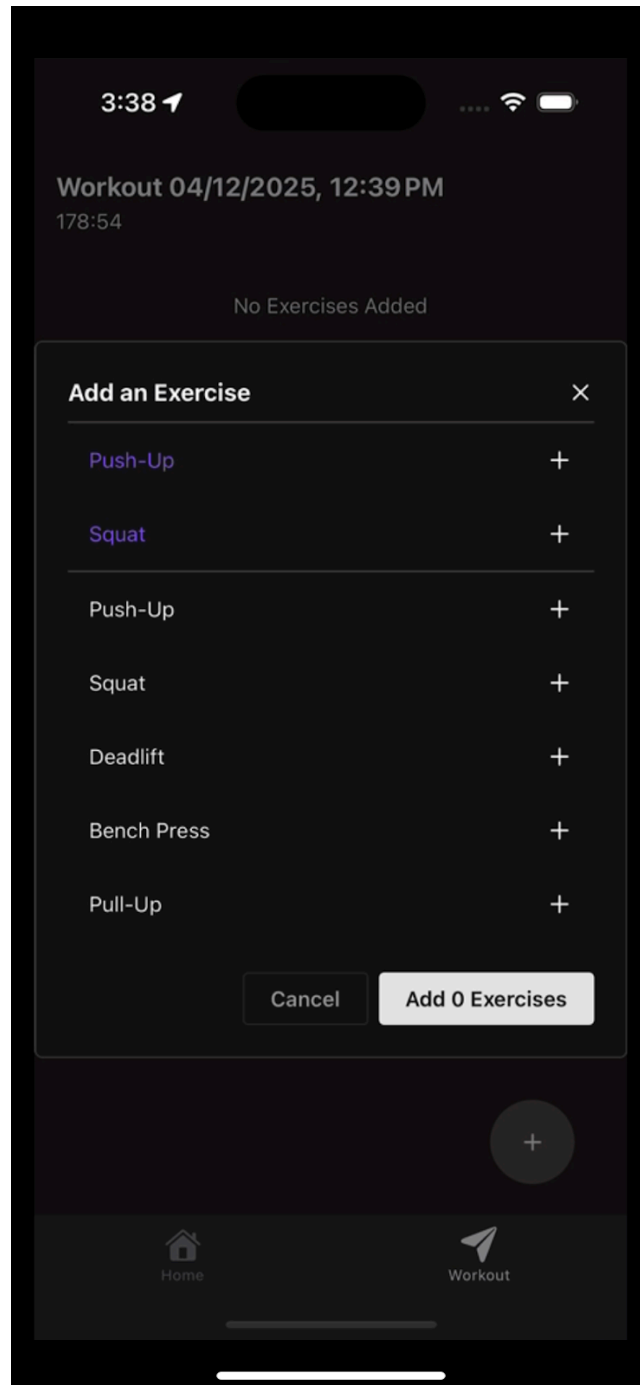 3:38
Workout 04/12/2025, 12:39 PM
178:54
No Exercises Added
Add an Exercise
Push-Up
Squat
Push-Up
Squat
Deadlift
Bench Press
Pull-Up
Cancel
Add 0 Exercises
Home
Workout